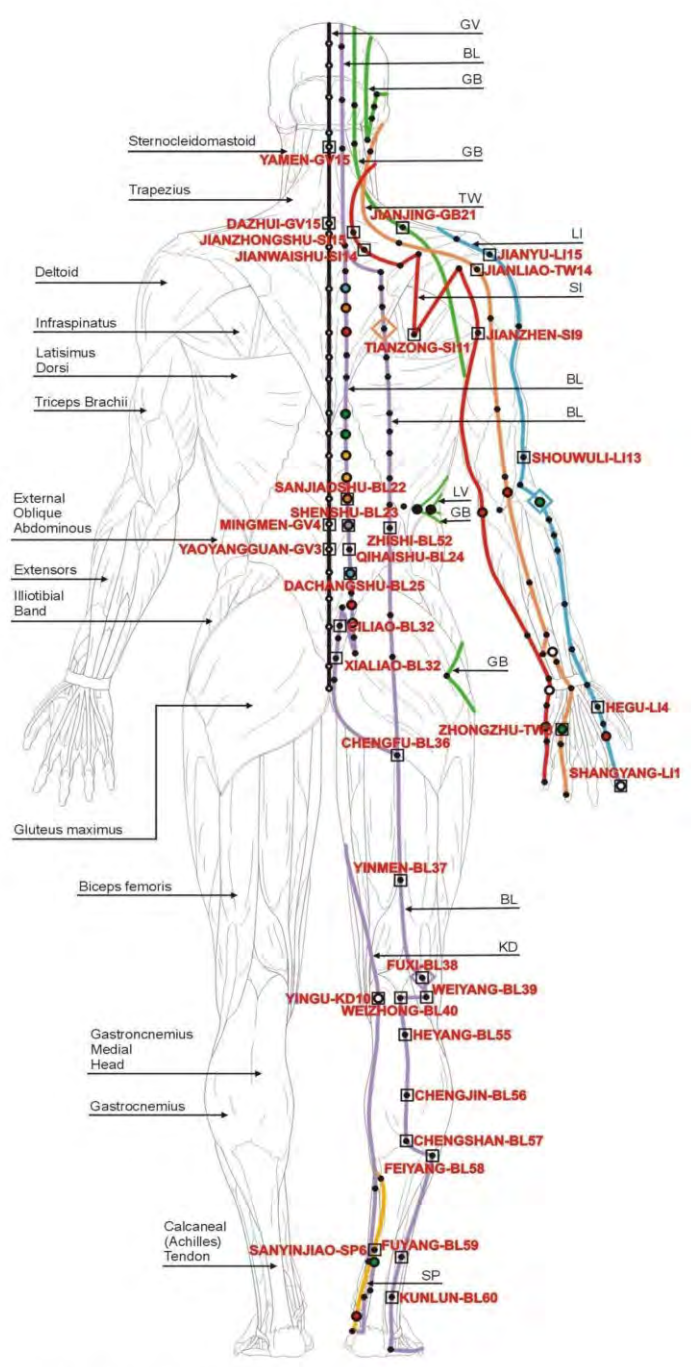 GV
BL
GB
Sternocleidomastoid
YAMEN-GV15
GB
Trapezius
TW
JIANJING-GB21
DAZHUI-GV15
LI
JIANZHONGSHU-SI15
JIANWAISHU-SI14
JIANYU-LI15
Deltoid
JIANLIAO-TW14
SI
Infraspinatus
JIANZHEN-SI9
TIANZONG-SI11
Latisimus
Dorsi
BL
Triceps Brachii
BL
SHOUWULI-LI13
SANJIAOSHU-BL22
LV
External
Oblique
Abdominous
SHENSHU-BL23
GB
MINGMEN-GV4
ZHISHI-BL52
YAOYANGGUAN-GV3
QIHAISHU-BL24
Extensors
DACHANGSHU-BL25
Illiotibial
Band
CILIAO-BL32
XIALIAO-BL32
GB
HEGU-LI4
ZHONGZHU-TW3
CHENGFU-BL36
SHANGYANG-LI1
Gluteus maximus
YINMEN-BL37
Biceps femoris
BL
KD
FUXI-BL38
WEIYANG-BL39
YINGU-KD10
WEIZHONG-BL40
HEYANG-BL55
Gastroncnemius
Medial
Head
CHENGJIN-BL56
Gastrocnemius
CHENGSHAN-BL57
FEIYANG-BL58
Calcaneal
(Achilles)
Tendon
SANYINJIAO-SP6
FUYANG-BL59
SP
KUNLUN-BL60